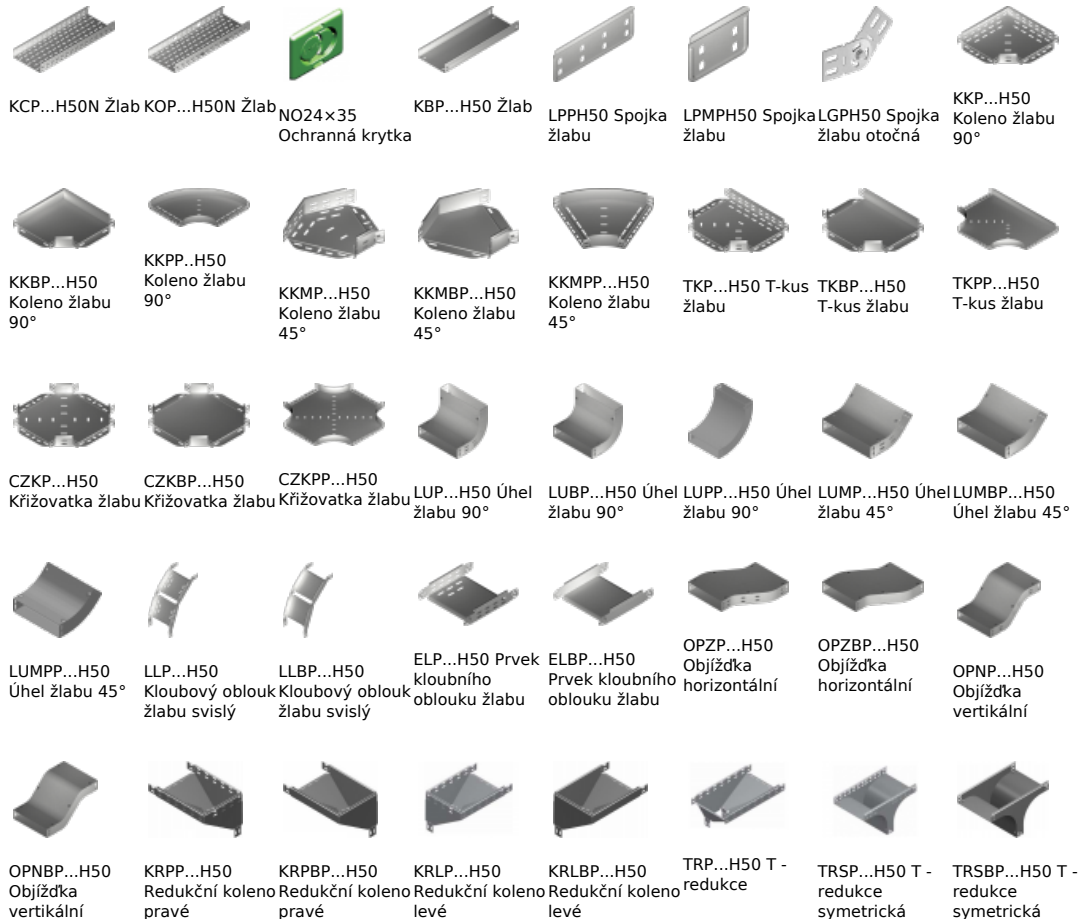 KCP...H50N Žlab
KOP...H50N Žlab
NO24×35
Ochranná krytka
KBP...H50 Žlab
LPPH50 Spojka
žlabu
LPMPH50 Spojka
žlabu
LGPH50 Spojka
žlabu otočná
KKP...H50
Koleno žlabu
90°
KKBP...H50
Koleno žlabu
90°
KKPP...H50
Koleno žlabu
90°
KKMP...H50
Koleno žlabu
45°
KKMBP...H50
Koleno žlabu
45°
KKMPP...H50
Koleno žlabu
45°
TKP...H50 T-kus
žlabu
TKBP...H50
T-kus žlabu
TKPP...H50
T-kus žlabu
CZKP...H50
Křižovatka žlabu
CZKBP...H50
Křižovatka žlabu
CZKPP...H50
Křižovatka žlabu
LUP...H50 Úhel
žlabu 90°
LUBP...H50 Úhel
žlabu 90°
LUPP...H50 Úhel
žlabu 90°
LUMP...H50 Úhel
žlabu 45°
LUMBP...H50
Úhel žlabu 45°
LUMPP...H50
Úhel žlabu 45°
LLP...H50
Kloubový oblouk
žlabu svislý
LLBP...H50
Kloubový oblouk
žlabu svislý
ELP...H50 Prvek
kloubního
oblouku žlabu
ELBP...H50
Prvek kloubního
oblouku žlabu
OPZP...H50
Objížďka
horizontální
OPZBP...H50
Objížďka
horizontální
OPNP...H50
Objížďka
vertikální
OPNBP...H50
Objížďka
vertikální
KRPP...H50
Redukční koleno
pravé
KRPBP...H50
Redukční koleno
pravé
KRLP...H50
Redukční koleno
levé
KRLBP...H50
Redukční koleno
levé
TRP...H50 T -
redukce
TRSP...H50 T -
redukce
symetrická
TRSBP...H50 T -
redukce
symetrická